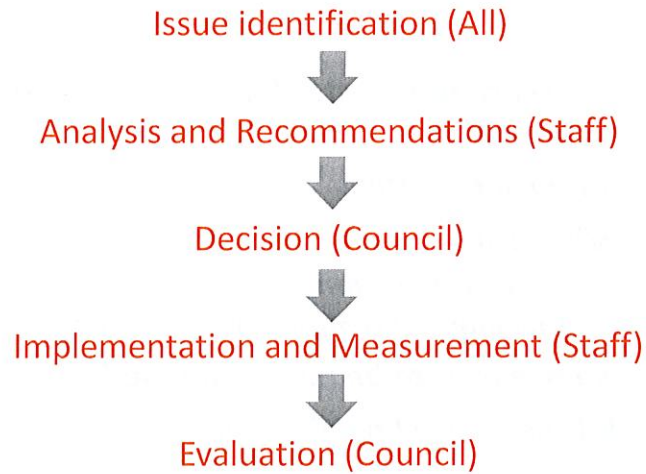 Issue identification (All)
Analysis and Recommendations (Staff)
Decision (Council)
Implementation and Measurement (Staff)
Evaluation (Council)